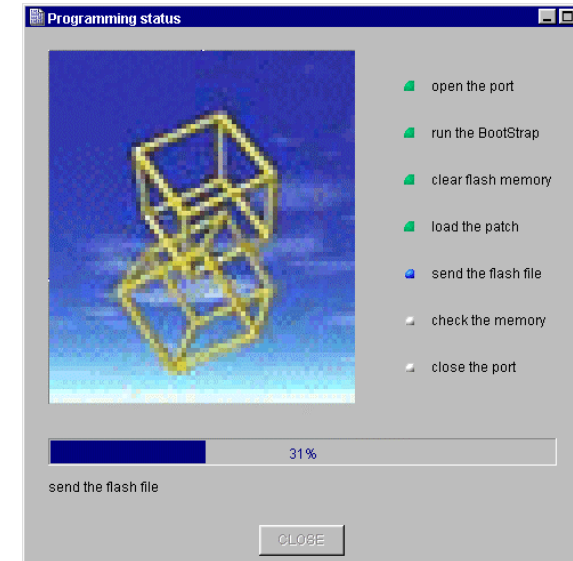 Programming status
open the port
run the BootStrap
clear flash memory
load the patch
send the flash file
check the memory
close the port
31%
send the flash file
CLOSE